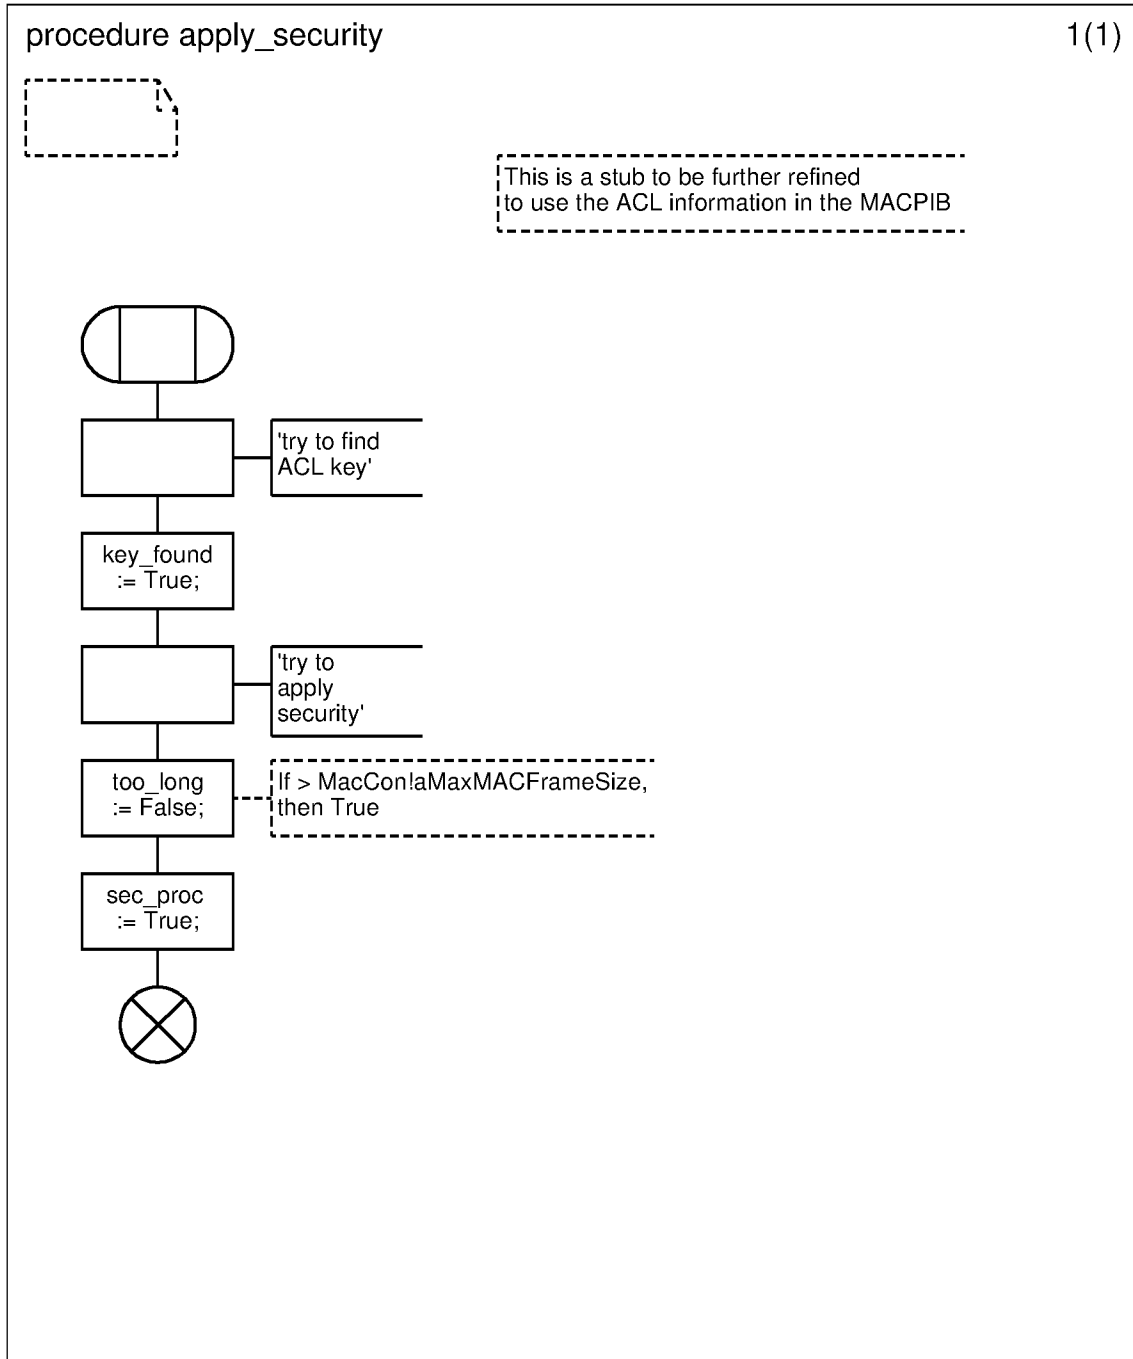 procedure apply_security
1(1)
This is a stub to be further refined
to use the ACL information in the MACPIB
'try to find
ACL key'
key_found
:= True;
'try to
apply
security'
too_long
:= False;
If > MacCon!aMaxMACFrameSize,
then True
sec_proc
:= True;